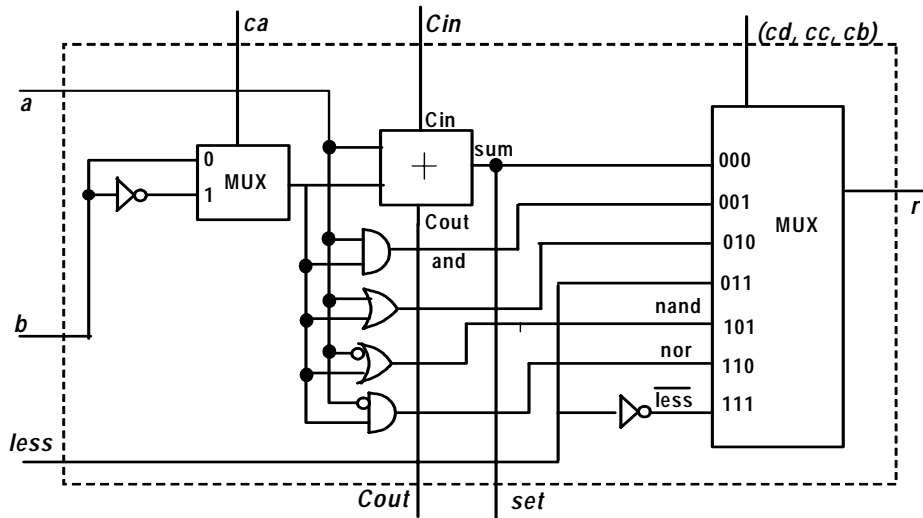 ca
Cin
(cd, cc, cb)
a
Cin
sum
0
MUX
1
+
000
001
r
Cout
and
MUX
010
011
nand
b
101
nor
110
less
111
less
Cout
set